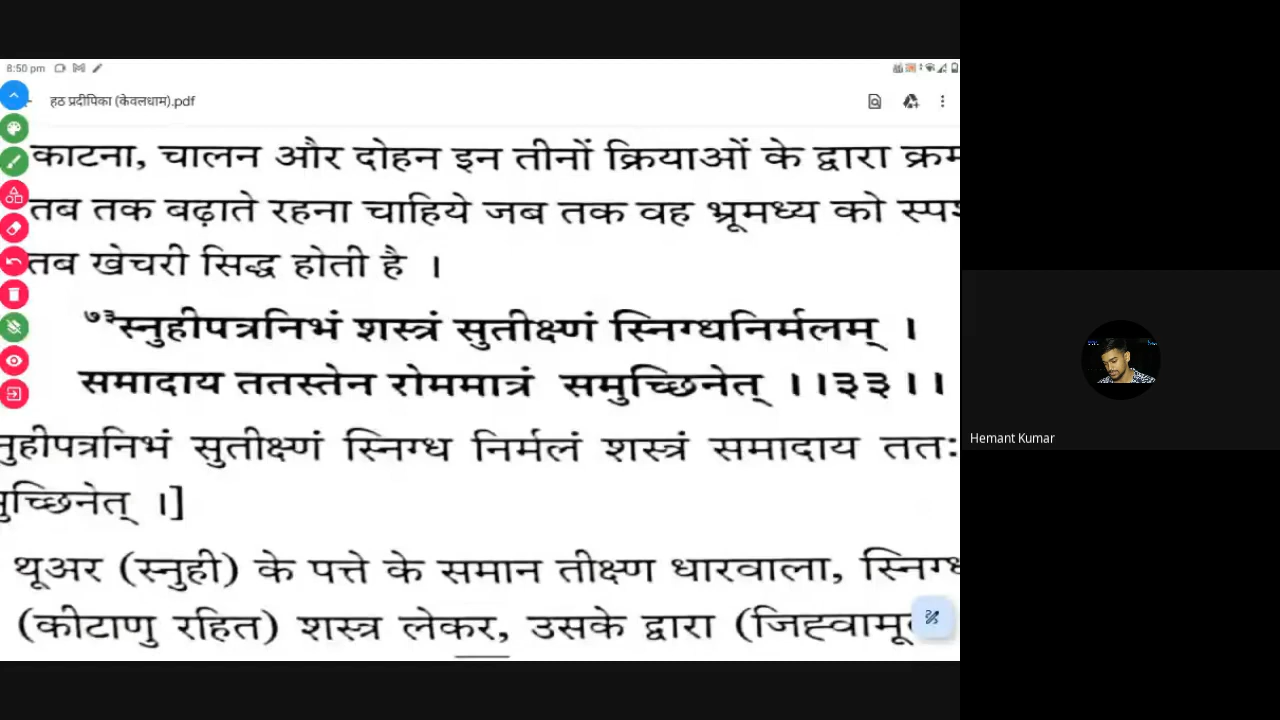 8:50 pm
हठ प्रदीपिका (केवलधाम).pdf
काटना, चालन और दोहन इन तीनों क्रियाओं के द्वारा
तब तक बढ़ाते रहना चाहिये जब तक वह भ्रूमध्य को
तब खेचरी सिद्ध होती है ।
७३स्नुहीपत्रनिभं शस्त्रं सुतीक्ष्णं स्निग्धनिर्मलम् ।
समादाय ततस्तेन रोममात्रं समुच्छिनेत् ।।३३।।
नुहीपत्रनिभं सुतीक्ष्णं स्निग्ध निर्मलं शस्त्रं समादाय ततः
मुच्छिनेत् ।]
थूअर (स्नुही) के पत्ते के समान तीक्ष्ण धारवाला,
(कीटाणु रहित) शस्त्र लेकर, उसके द्वारा
Hemant Kumar